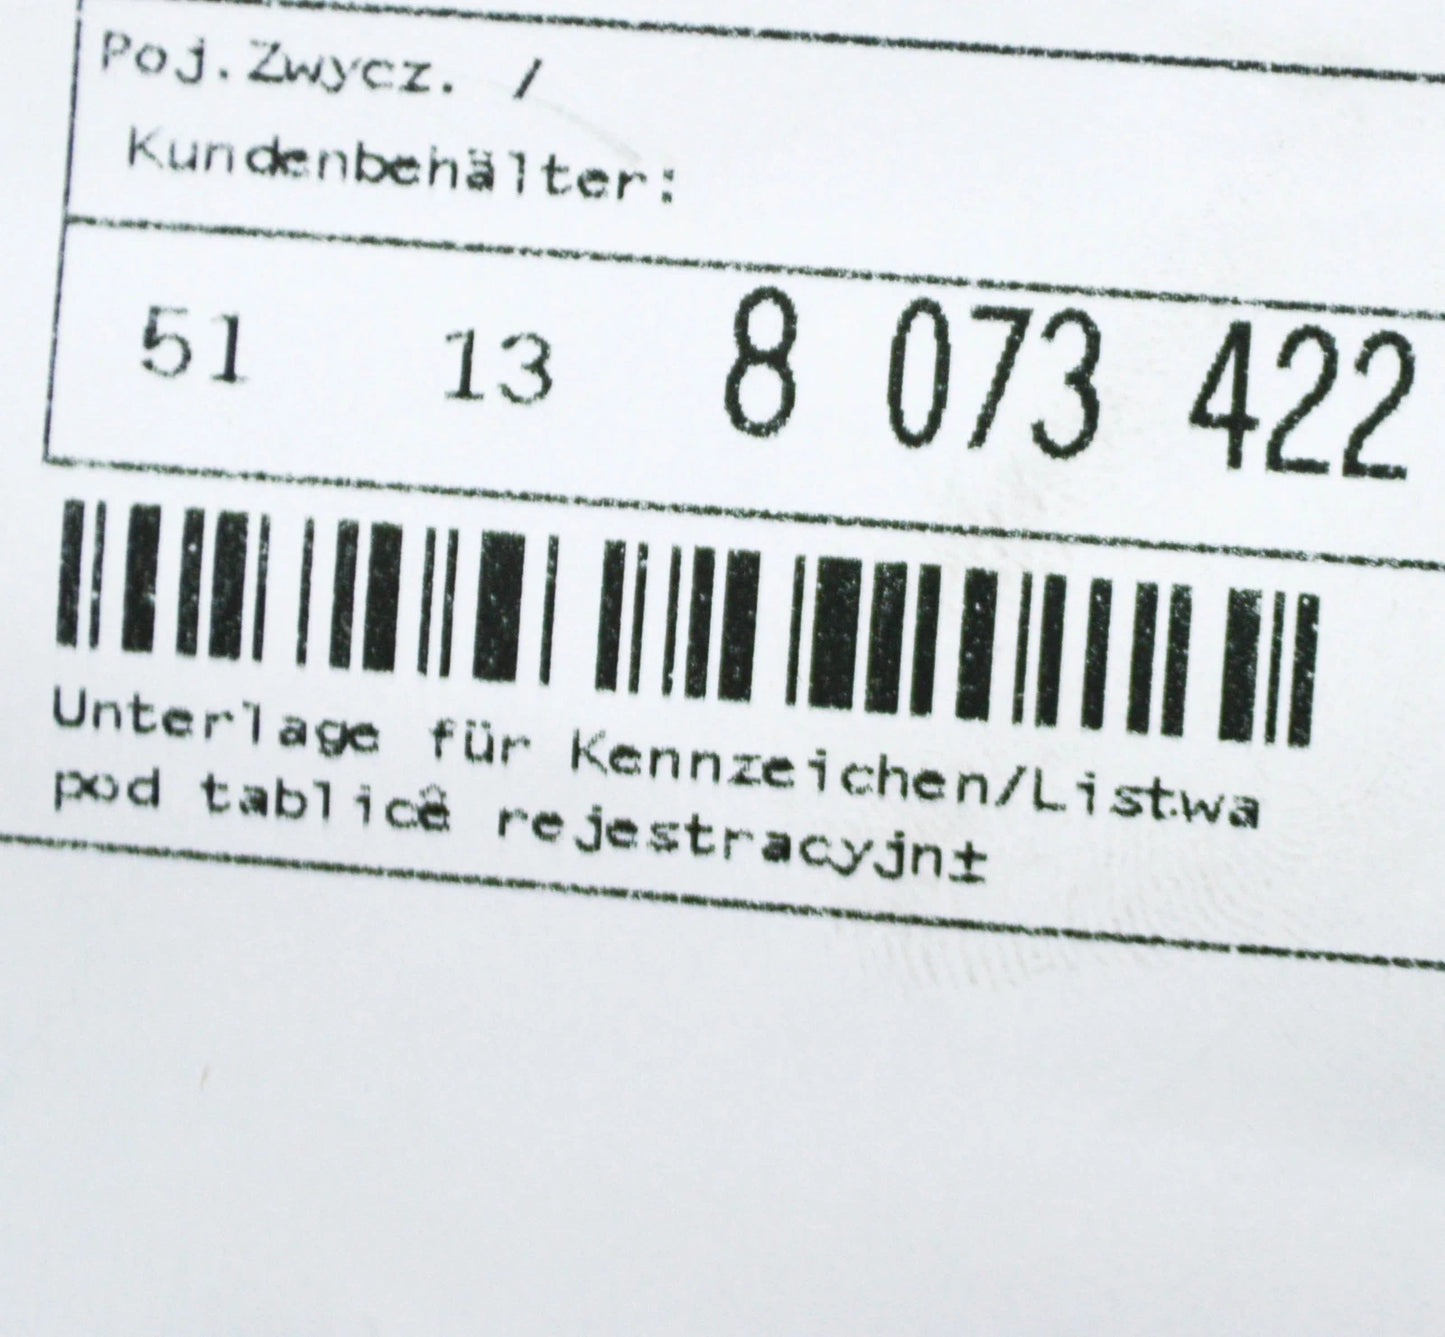 Poj.Zwycz. /
Kundenbehälter:
51 13 8 073 422
Unterlage für Kennzeichen/Listwa
pod tablicê rejestracyjn±